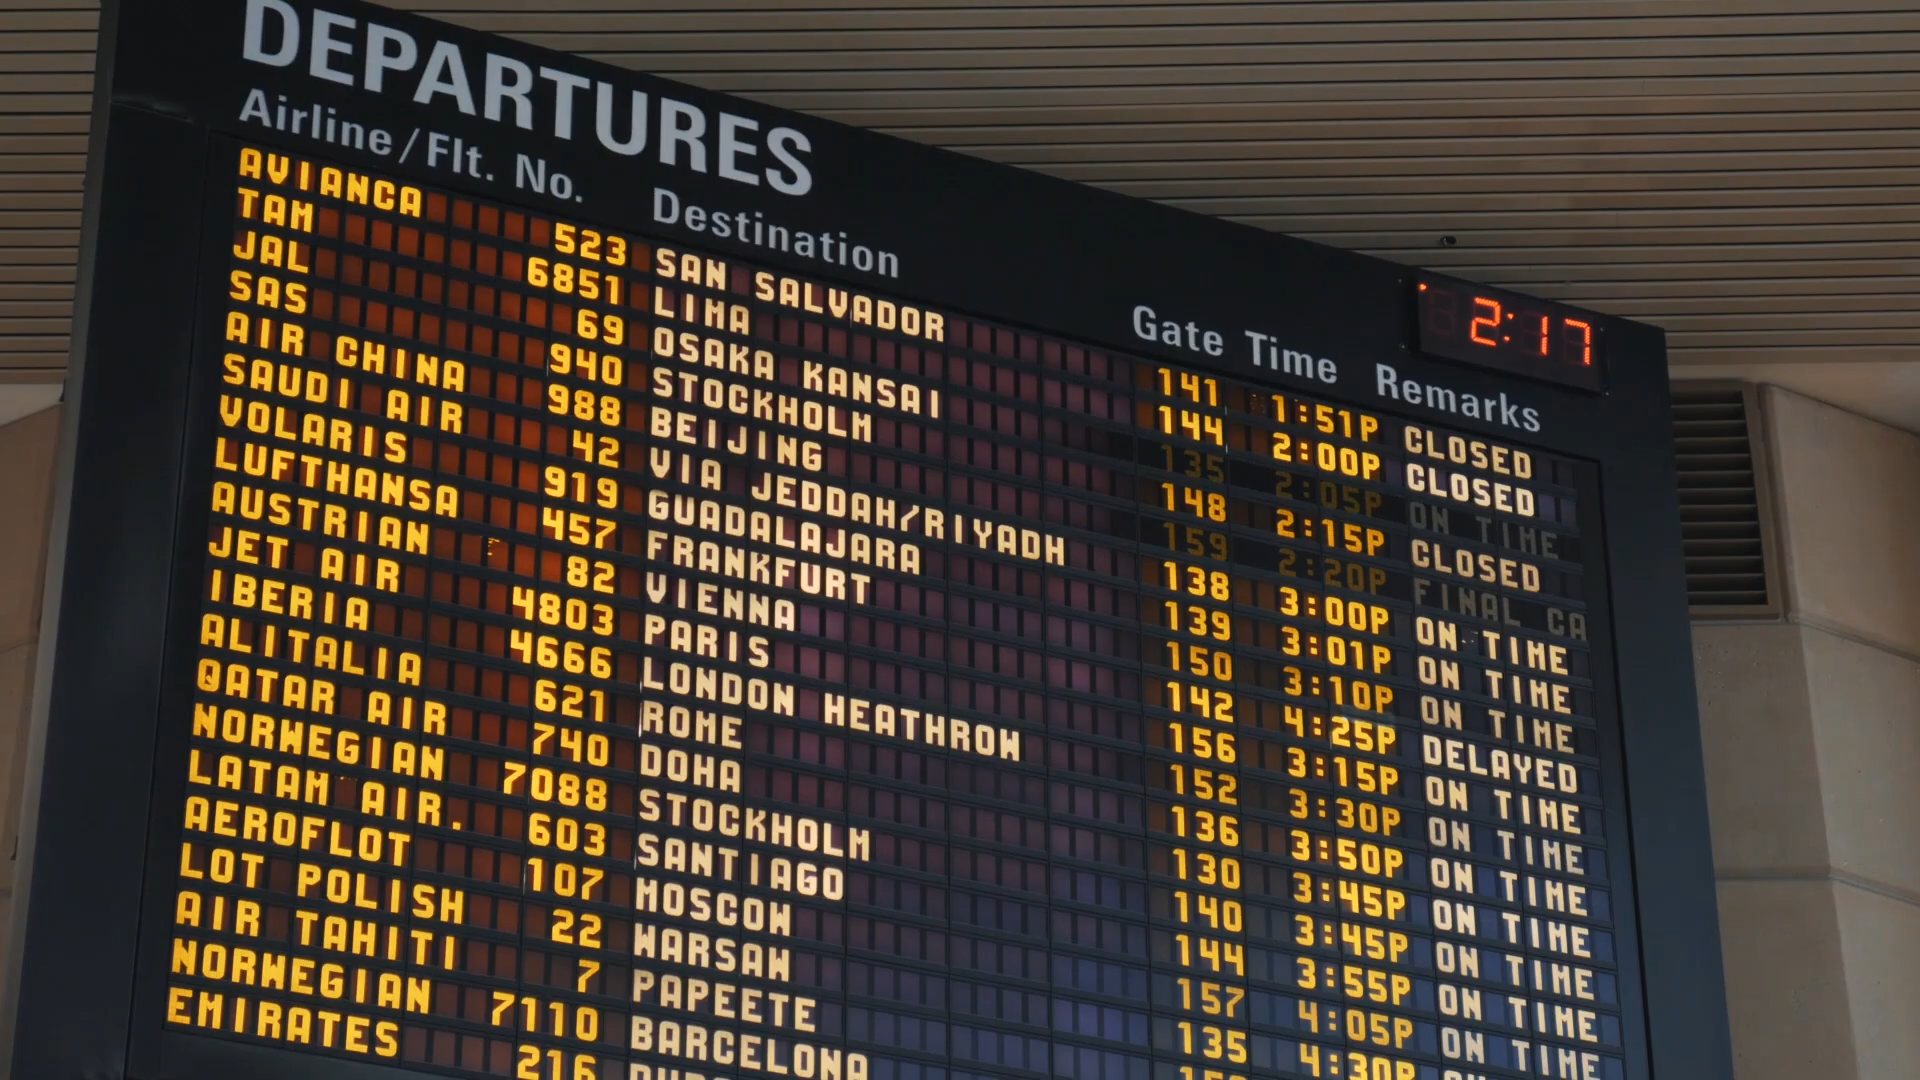 DEPARTURES
2:17
Airline/Flt. No. Destination Gate Time Remarks
AVIANCA 523 SAN SALVADOR 141 1:51P CLOSED
TAM 6851 LIMA 144 2:00P CLOSED
JAL 69 OSAKA KANSAI 135 2:05P ON TIME
SAS 940 STOCKHOLM 148 2:15P CLOSED
AIR CHINA 988 BEIJING 159 2:20P FINAL CA
SAUDI AIR 42 VIA JEDDAH/RIYADH 138 3:00P ON TIME
VOLARIS 919 GUADALAJARA 139 3:01P ON TIME
LUFTHANSA 457 FRANKFURT 150 3:10P ON TIME
AUSTRIAN 82 VIENNA 142 4:25P DELAYED
JET AIR 4803 PARIS 156 3:15P ON TIME
IBERIA 4666 LONDON HEATHROW 152 3:30P ON TIME
ALITALIA 621 ROME 136 3:50P ON TIME
QATAR AIR 740 DOHA 130 3:45P ON TIME
NORWEGIAN 7088 STOCKHOLM 140 3:45P ON TIME
LATAM AIR. 603 SANTIAGO 144 3:55P ON TIME
AEROFLOT 107 MOSCOW 157 4:05P ON TIME
LOT POLISH 22 WARSAW 135 4:30P ON TIME
AIR TAHITI 7 PAPEETE
NORWEGIAN 7110 BARCELONA
EMIRATES 216